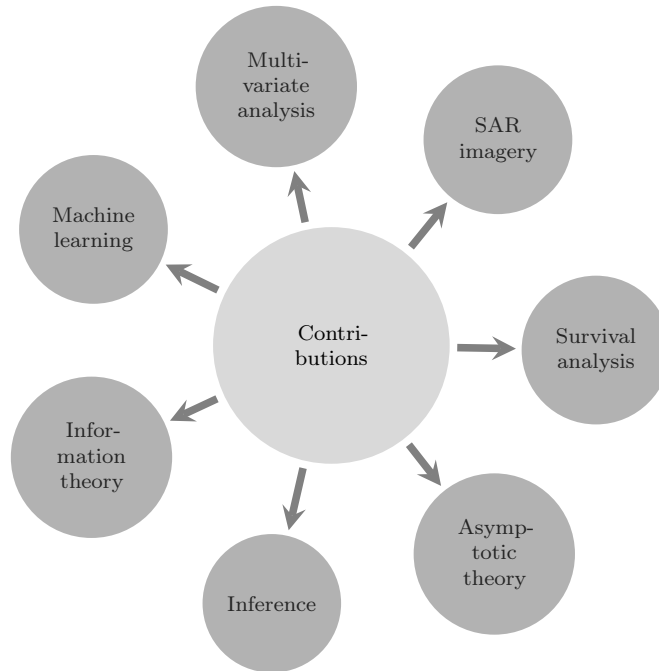 Multi-
variate
analysis
SAR
imagery
Machine
learning
Contri-
butions
Survival
analysis
Infor-
mation
theory
Asymp-
totic
theory
Inference